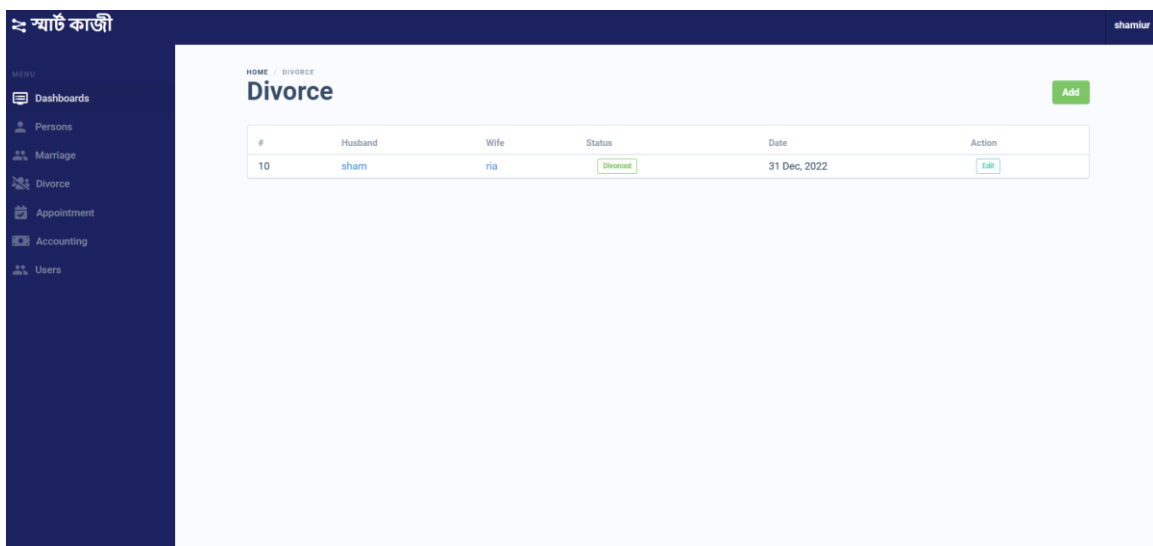 স্মার্ট কাজী
shamiur
MENU
Dashboards
Persons
Marriage
Divorce
Appointment
Accounting
Users
HOME / DIVORCE
Divorce
Add
# Husband Wife Status Date Action
10 sham ria Divorced 31 Dec, 2022 Edit